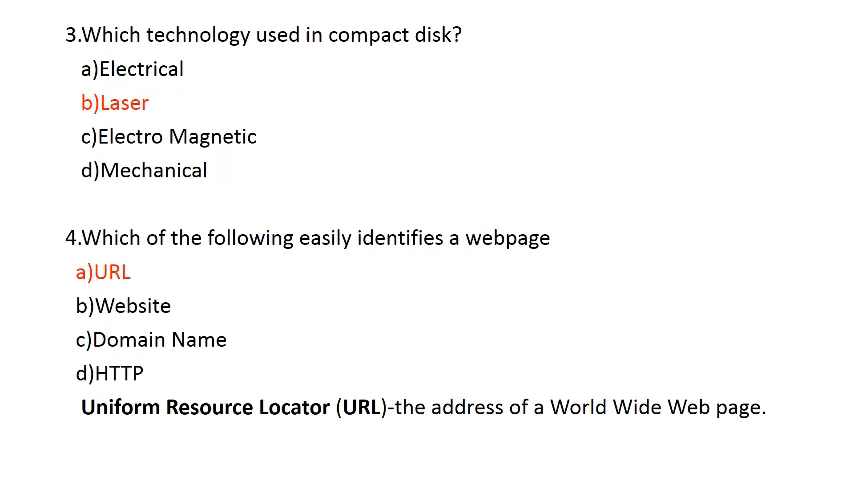 3.Which technology used in compact disk?
a)Electrical
b)Laser
c)Electro Magnetic
d)Mechanical
4.Which of the following easily identifies a webpage
a)URL
b)Website
c)Domain Name
d)HTTP
Uniform Resource Locator (URL)-the address of a World Wide Web page.